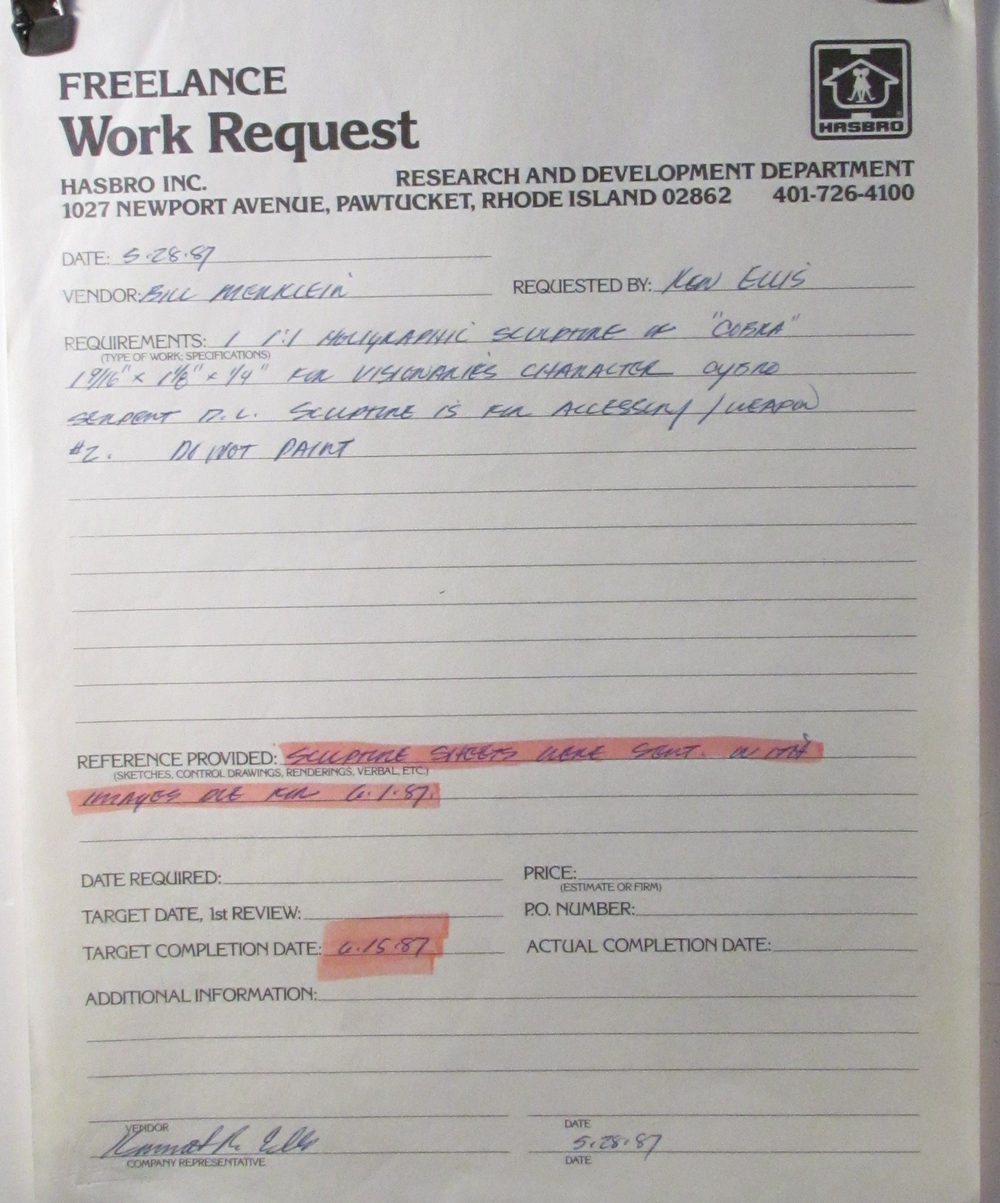 FREELANCE
Work Request
HASBRO
HASBRO INC. RESEARCH AND DEVELOPMENT DEPARTMENT
1027 NEWPORT AVENUE, PAWTUCKET, RHODE ISLAND 02862 401-726-4100
DATE: 5·28·87
VENDOR: BILL MERKLEIN REQUESTED BY: KEN ELLIS
REQUIREMENTS: 1 1:1 HOLIGRAPHIC SCULPTURE OF "COBRA"
(TYPE OF WORK; SPECIFICATIONS)
1 9/16" x 1 1/8" x 1/4" FOR VISIONARIES CHARACTER
SERPENT D.L. SCULPTURE IS FOR ACCESSORY/WEAPON
#2. DO NOT PAINT
REFERENCE PROVIDED: SCULPTURE SHEETS WERE SENT. WITH
(SKETCHES, CONTROL DRAWINGS, RENDERINGS, VERBAL, ETC.)
IMAGES DUE FOR 6·1·87.
DATE REQUIRED: PRICE:
(ESTIMATE OR FIRM)
TARGET DATE, 1st REVIEW: P.O. NUMBER:
TARGET COMPLETION DATE: 6·15·87 ACTUAL COMPLETION DATE:
ADDITIONAL INFORMATION:
VENDOR DATE
Kenneth R. Ellis 5·28·87
COMPANY REPRESENTATIVE DATE